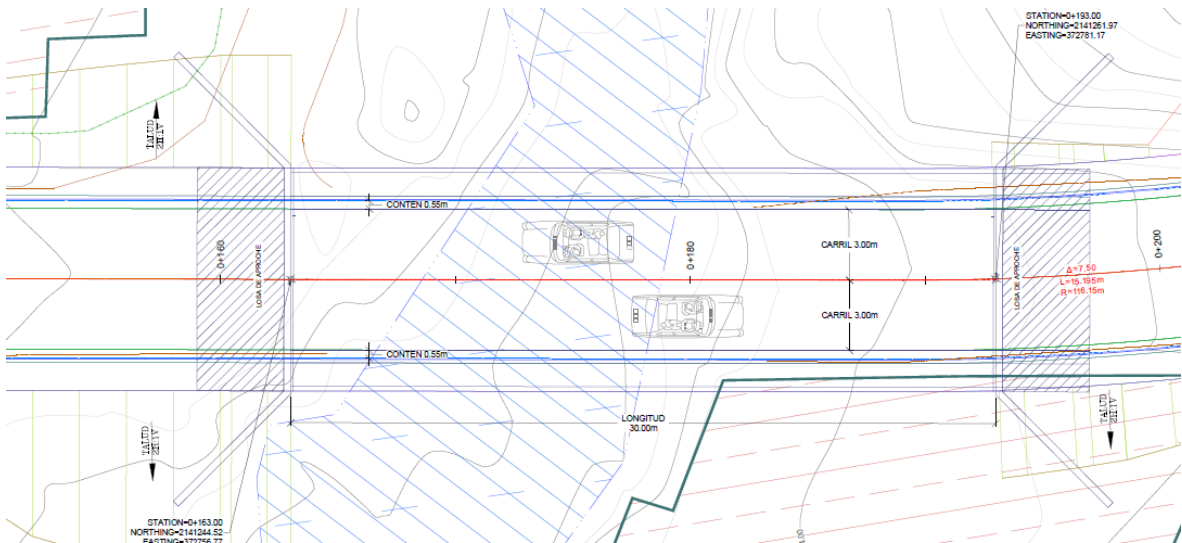 STATION=0+193.00
NORTHING=2141261.97
EASTING=372781.17
TALUD
2H:1V
CONTEN 0.55m
0+160
LOSA DE APROCHE
0+180
CARRIL 3.00m
CARRIL 3.00m
LOSA DE APROCHE
Δ=7.50
L=15.195m
R=116.15m
0+200
CONTEN 0.55m
LONGITUD
30.00m
TALUD
2H:1V
TALUD
2H:1V
STATION=0+163.00
NORTHING=2141244.52
EASTING=372756.77